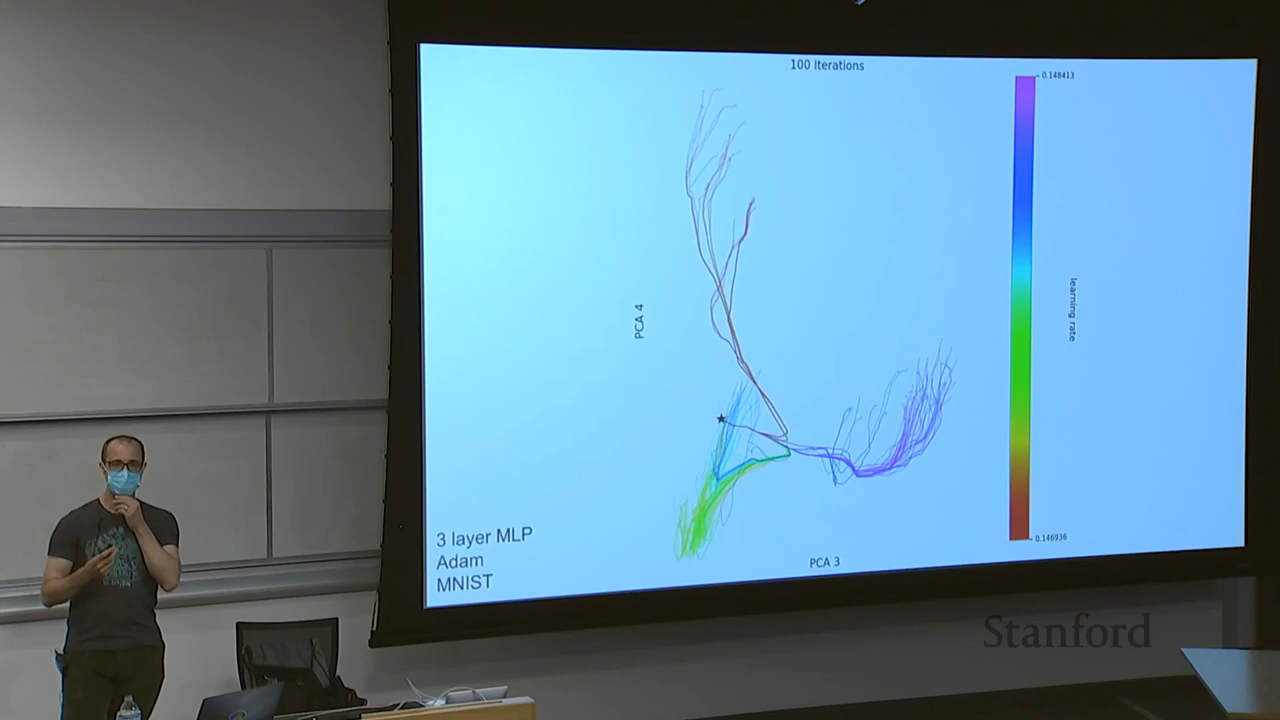 100 Iterations
0.148413
PCA 4
learning rate
3 layer MLP
Adam
MNIST
0.146936
PCA 3
Stanford